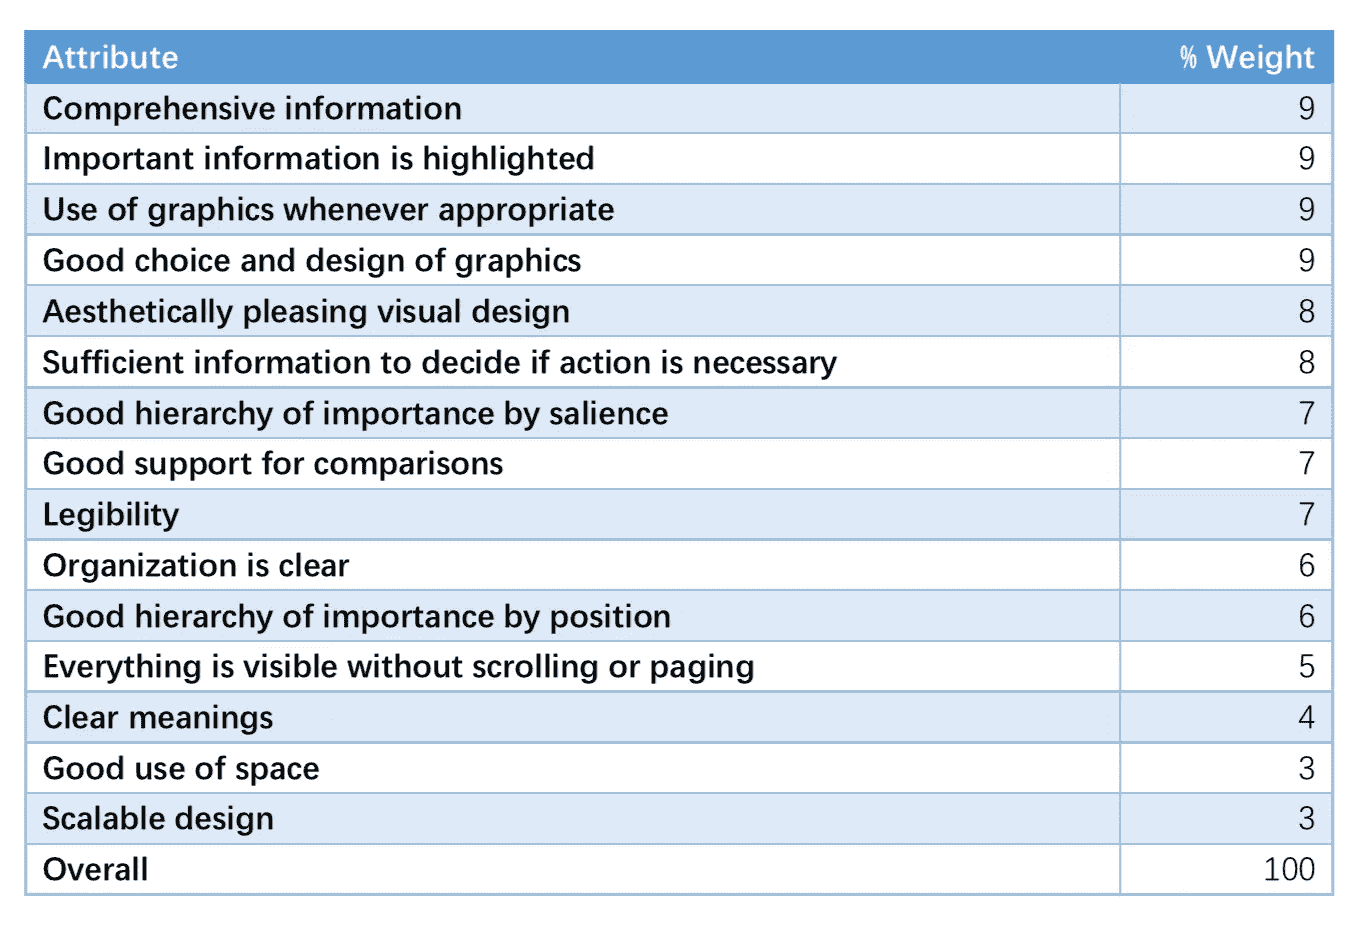 Attribute % Weight
Comprehensive information 9
Important information is highlighted 9
Use of graphics whenever appropriate 9
Good choice and design of graphics 9
Aesthetically pleasing visual design 8
Sufficient information to decide if action is necessary 8
Good hierarchy of importance by salience 7
Good support for comparisons 7
Legibility 7
Organization is clear 6
Good hierarchy of importance by position 6
Everything is visible without scrolling or paging 5
Clear meanings 4
Good use of space 3
Scalable design 3
Overall 100